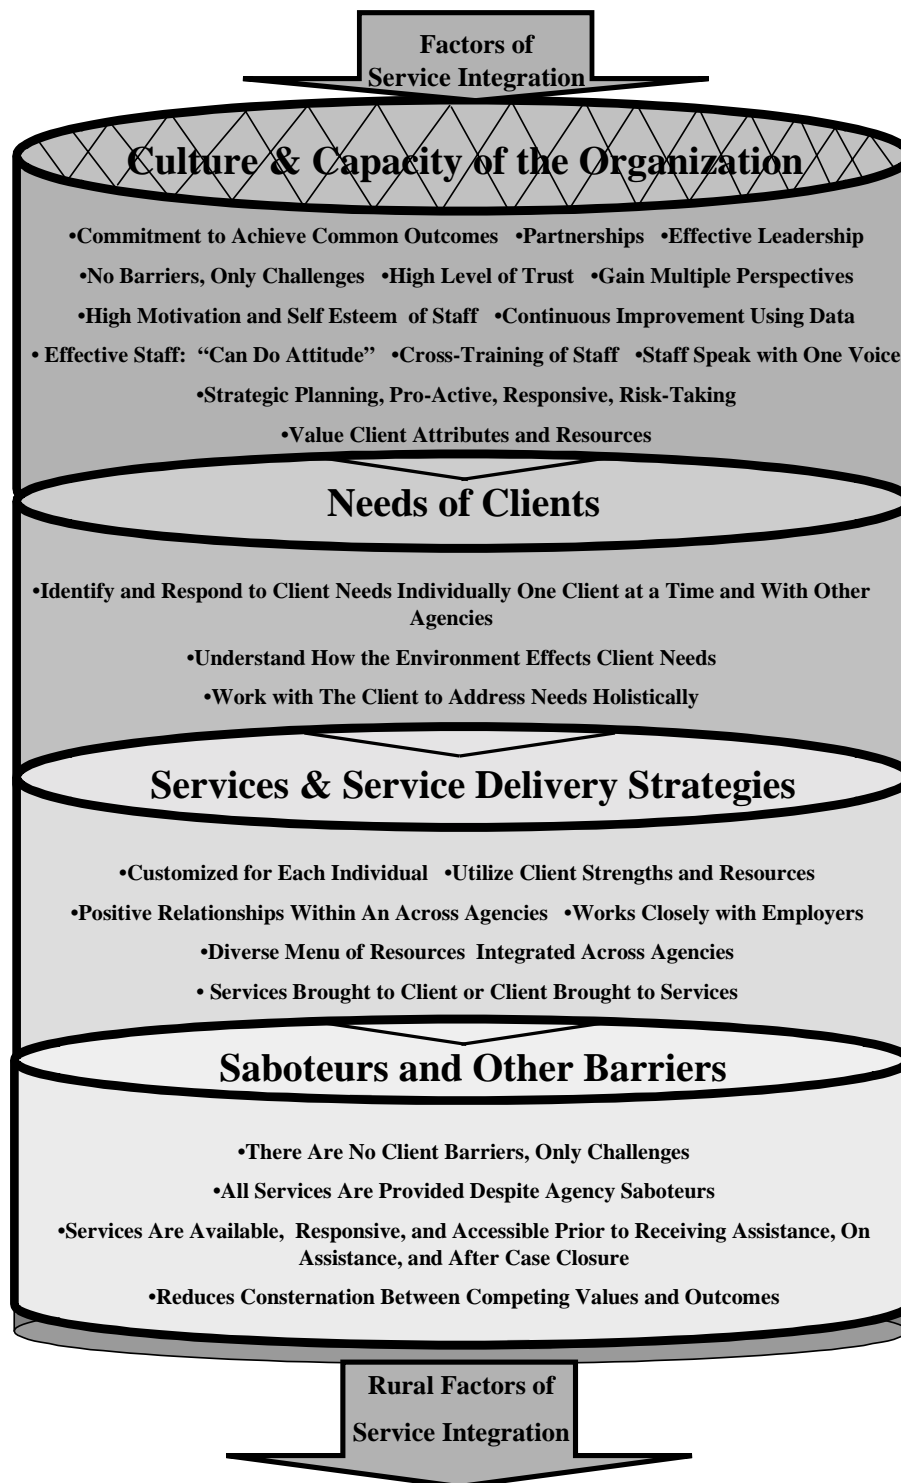 Factors of
Service Integration
Culture & Capacity of the Organization
•Commitment to Achieve Common Outcomes •Partnerships •Effective Leadership
•No Barriers, Only Challenges •High Level of Trust •Gain Multiple Perspectives
•High Motivation and Self Esteem of Staff •Continuous Improvement Using Data
• Effective Staff: “Can Do Attitude” •Cross-Training of Staff •Staff Speak with One Voice
•Strategic Planning, Pro-Active, Responsive, Risk-Taking
•Value Client Attributes and Resources
Needs of Clients
•Identify and Respond to Client Needs Individually One Client at a Time and With Other
Agencies
•Understand How the Environment Effects Client Needs
•Work with The Client to Address Needs Holistically
Services & Service Delivery Strategies
•Customized for Each Individual •Utilize Client Strengths and Resources
•Positive Relationships Within An Across Agencies •Works Closely with Employers
•Diverse Menu of Resources Integrated Across Agencies
• Services Brought to Client or Client Brought to Services
Saboteurs and Other Barriers
•There Are No Client Barriers, Only Challenges
•All Services Are Provided Despite Agency Saboteurs
•Services Are Available, Responsive, and Accessible Prior to Receiving Assistance, On
Assistance, and After Case Closure
•Reduces Consternation Between Competing Values and Outcomes
Rural Factors of
Service Integration